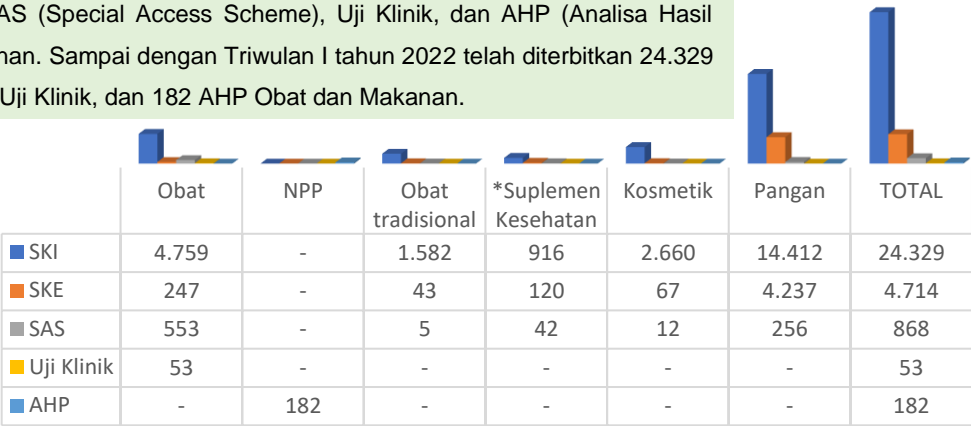 AS (Special Access Scheme), Uji Klinik, dan AHP (Analisa Hasil
nan. Sampai dengan Triwulan I tahun 2022 telah diterbitkan 24.329
Uji Klinik, dan 182 AHP Obat dan Makanan.
Obat NPP Obat tradisional *Suplemen Kesehatan Kosmetik Pangan TOTAL
SKI 4.759 - 1.582 916 2.660 14.412 24.329
SKE 247 - 43 120 67 4.237 4.714
SAS 553 - 5 42 12 256 868
Uji Klinik 53 - - - - - 53
AHP - 182 - - - - 182